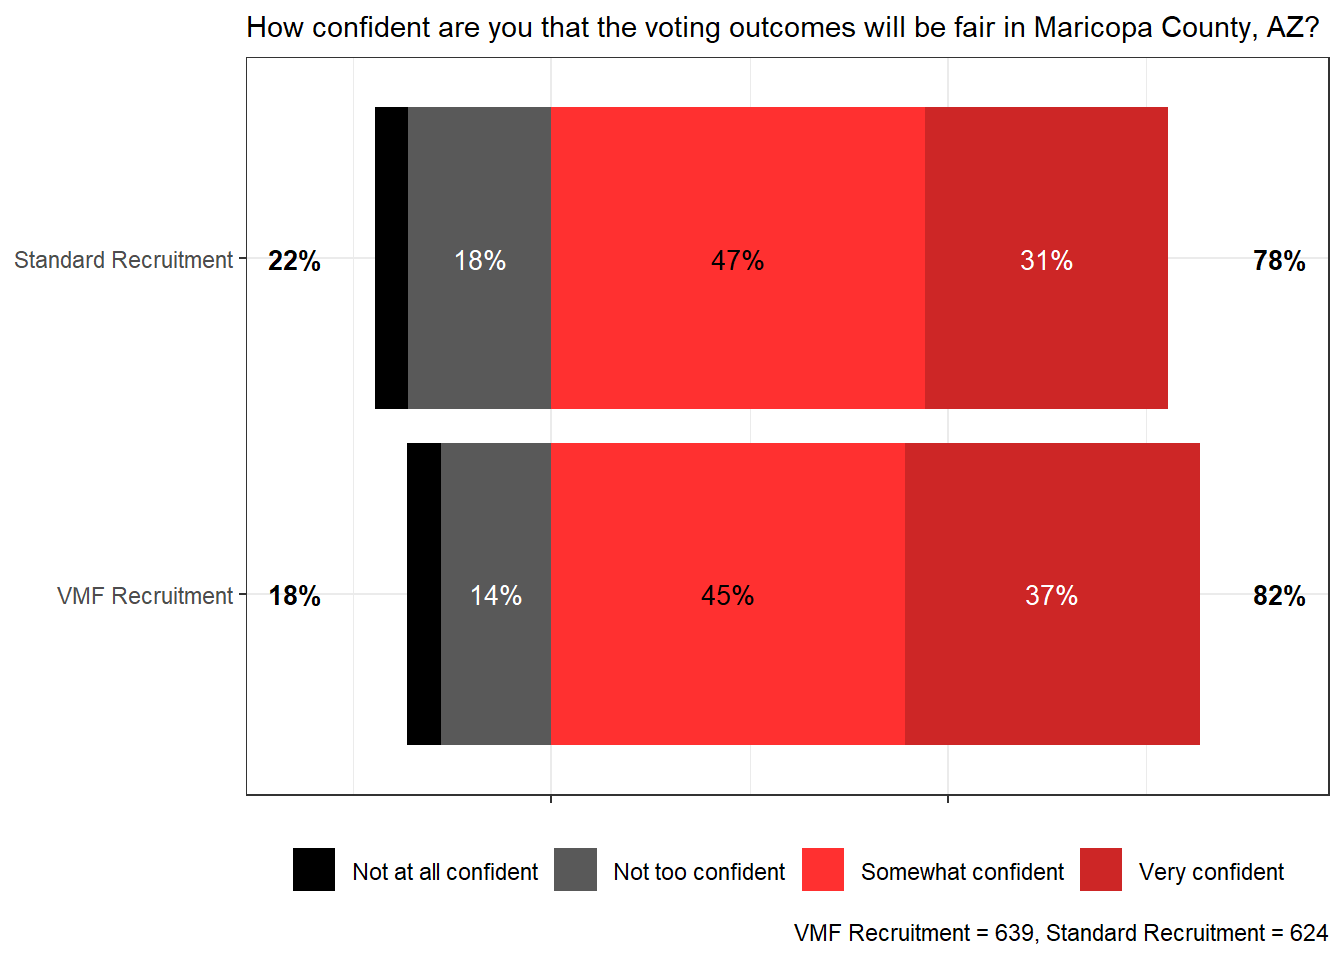 How confident are you that the voting outcomes will be fair in Maricopa County, AZ?
Standard Recruitment 22% 18% 47% 31% 78%
VMF Recruitment 18% 14% 45% 37% 82%
Not at all confident Not too confident Somewhat confident Very confident
VMF Recruitment = 639, Standard Recruitment = 624